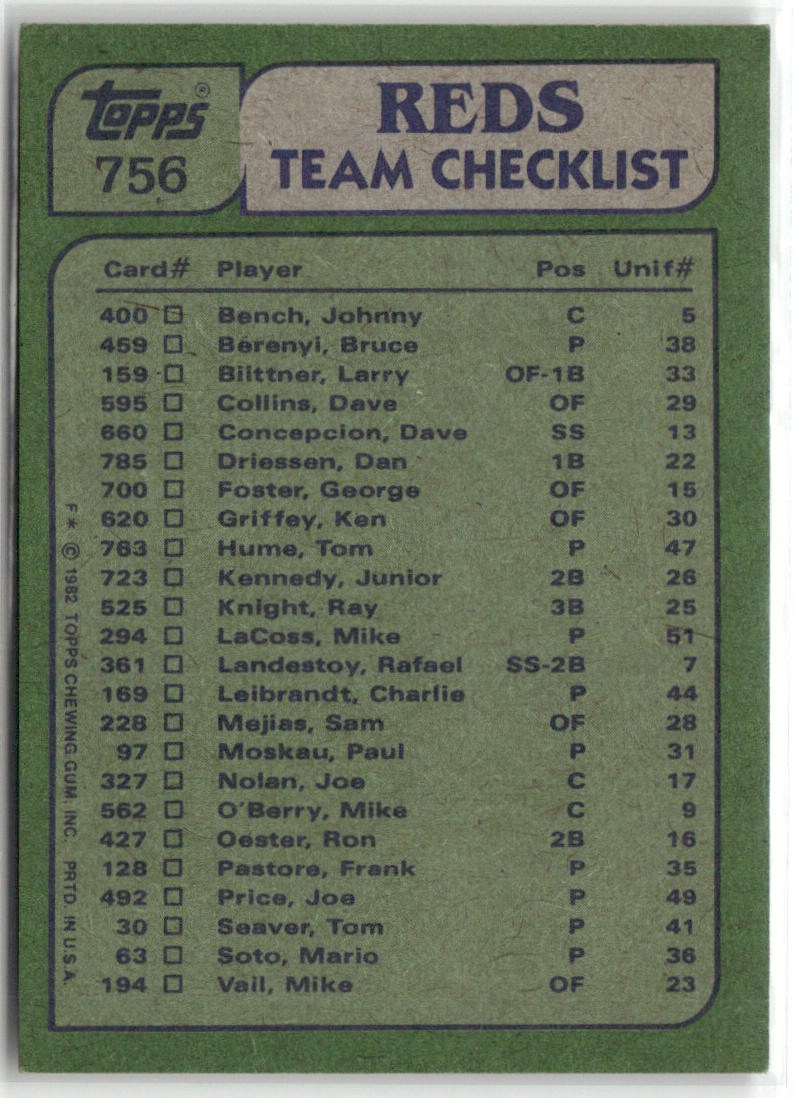 TOPPS®
756
REDS
TEAM CHECKLIST
Card# Player Pos Unif#
400 Bench, Johnny C 5
459 Berenyi, Bruce P 38
159 Biittner, Larry OF-1B 33
595 Collins, Dave OF 29
660 Concepcion, Dave SS 13
785 Driessen, Dan 1B 22
700 Foster, George OF 15
620 Griffey, Ken OF 30
763 Hume, Tom P 47
723 Kennedy, Junior 2B 26
525 Knight, Ray 3B 25
294 LaCoss, Mike P 51
361 Landestoy, Rafael SS-2B 7
169 Leibrandt, Charlie P 44
228 Mejias, Sam OF 28
97 Moskau, Paul P 31
327 Nolan, Joe C 17
562 O'Berry, Mike C 9
427 Oester, Ron 2B 16
128 Pastore, Frank P 35
492 Price, Joe P 49
30 Seaver, Tom P 41
63 Soto, Mario P 36
194 Vail, Mike OF 23
F* © 1982 TOPPS CHEWING GUM, INC. PRTD. IN U.S.A.